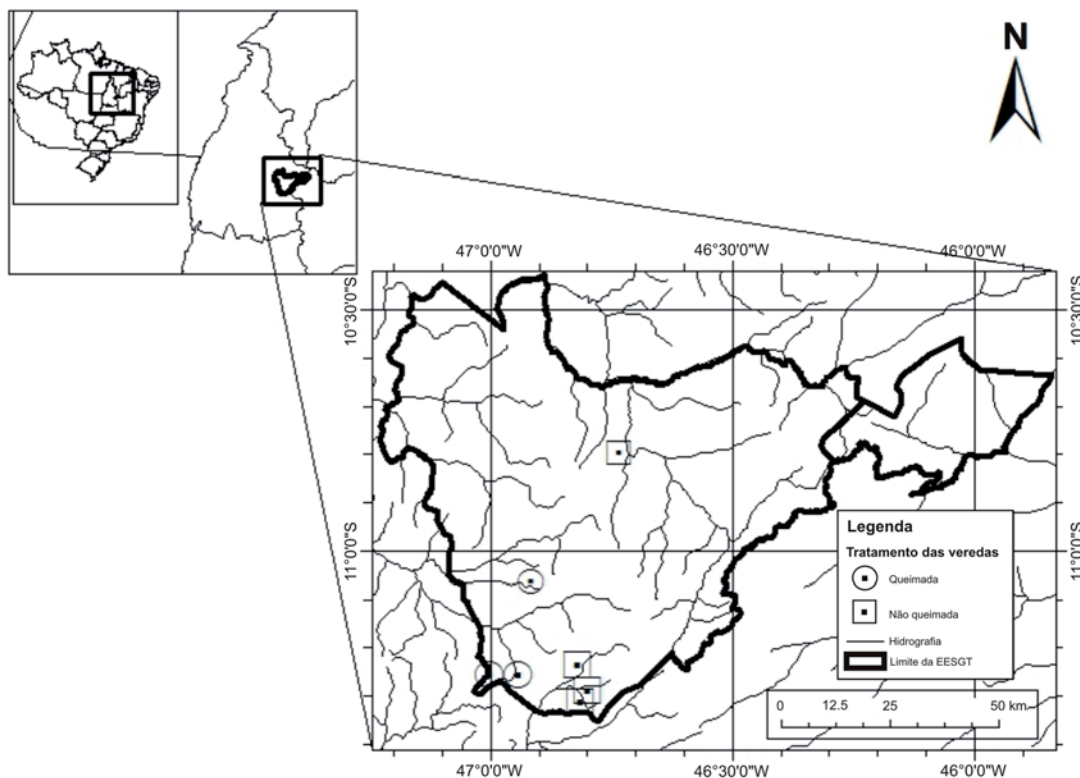 N
47°0'0"W
46°30'0"W
46°0'0"W
10°30'0"S
10°30'0"S
11°0'0"S
11°0'0"S
Legenda
Tratamento das veredas
Queimada
Não queimada
Hidrografia
Limite da EESGT
0 12.5 25 50 km
47°0'0"W
46°30'0"W
46°0'0"W